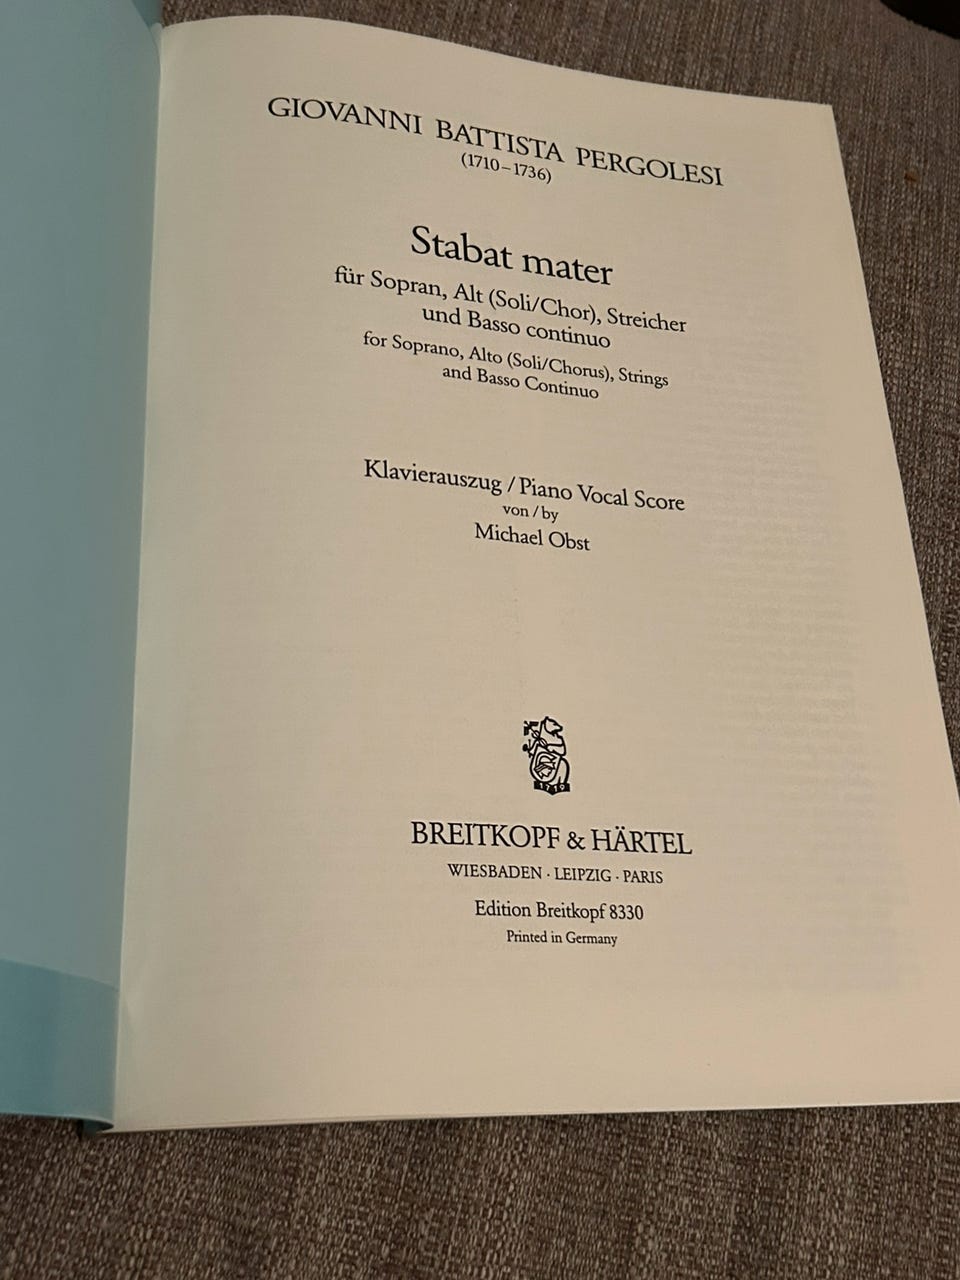 GIOVANNI BATTISTA PERGOLESI
(1710–1736)
Stabat mater
für Sopran, Alt (Soli/Chor), Streicher
und Basso continuo
for Soprano, Alto (Soli/Chorus), Strings
and Basso Continuo
Klavierauszug / Piano Vocal Score
von / by
Michael Obst
1719
BREITKOPF & HÄRTEL
WIESBADEN · LEIPZIG · PARIS
Edition Breitkopf 8330
Printed in Germany